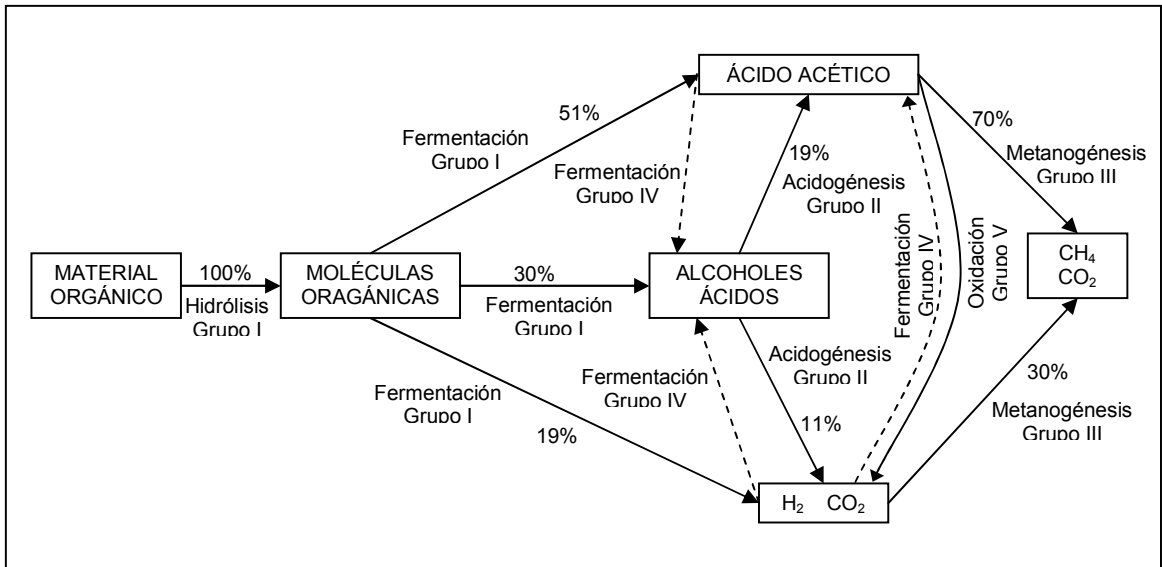 ÁCIDO ACÉTICO
51%
70%
Fermentación
Grupo I
19%
Metanogénesis
Grupo III
Fermentación
Grupo IV
Acidogénesis
Grupo II
Fermentación
Grupo IV
Oxidación
Grupo V
MATERIAL
ORGÁNICO
100%
Hidrólisis
Grupo I
MOLÉCULAS
ORAGÁNICAS
30%
Fermentación
Grupo I
ALCOHOLES
ÁCIDOS
CH₄
CO₂
Fermentación
Grupo I
Fermentación
Grupo IV
Acidogénesis
Grupo II
30%
19%
11%
Metanogénesis
Grupo III
H₂ CO₂